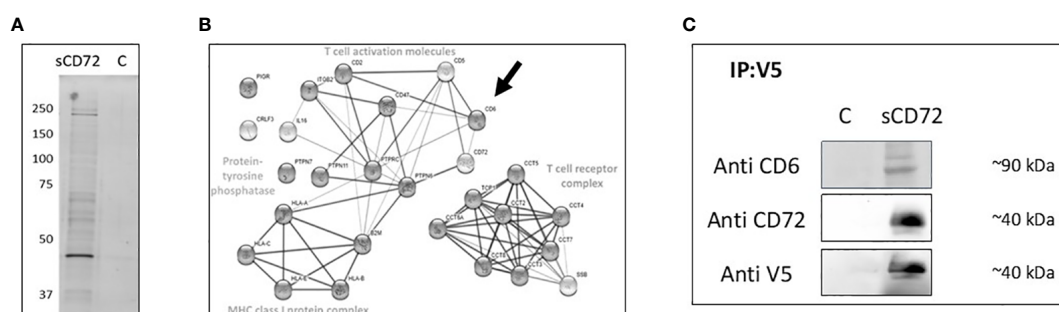 A
sCD72 C
250
150
100
75
50
37
B
T cell activation molecules
PIGR
ITGB2
CD2
CD5
CD47
CD6
CRLF3
IL16
CD72
PTPN7
PTPN11
PTPRC
PTPN6
Protein-
tyrosine
phosphatase
T cell receptor
complex
CCT5
TCP1
CCT2
CCT4
CCT6A
CCT7
CCT8
CCT3
SSB
HLA-A
HLA-C
B2M
HLA-E
HLA-B
MHC class I protein complex
C
IP:V5
C sCD72
Anti CD6 ~90 kDa
Anti CD72 ~40 kDa
Anti V5 ~40 kDa